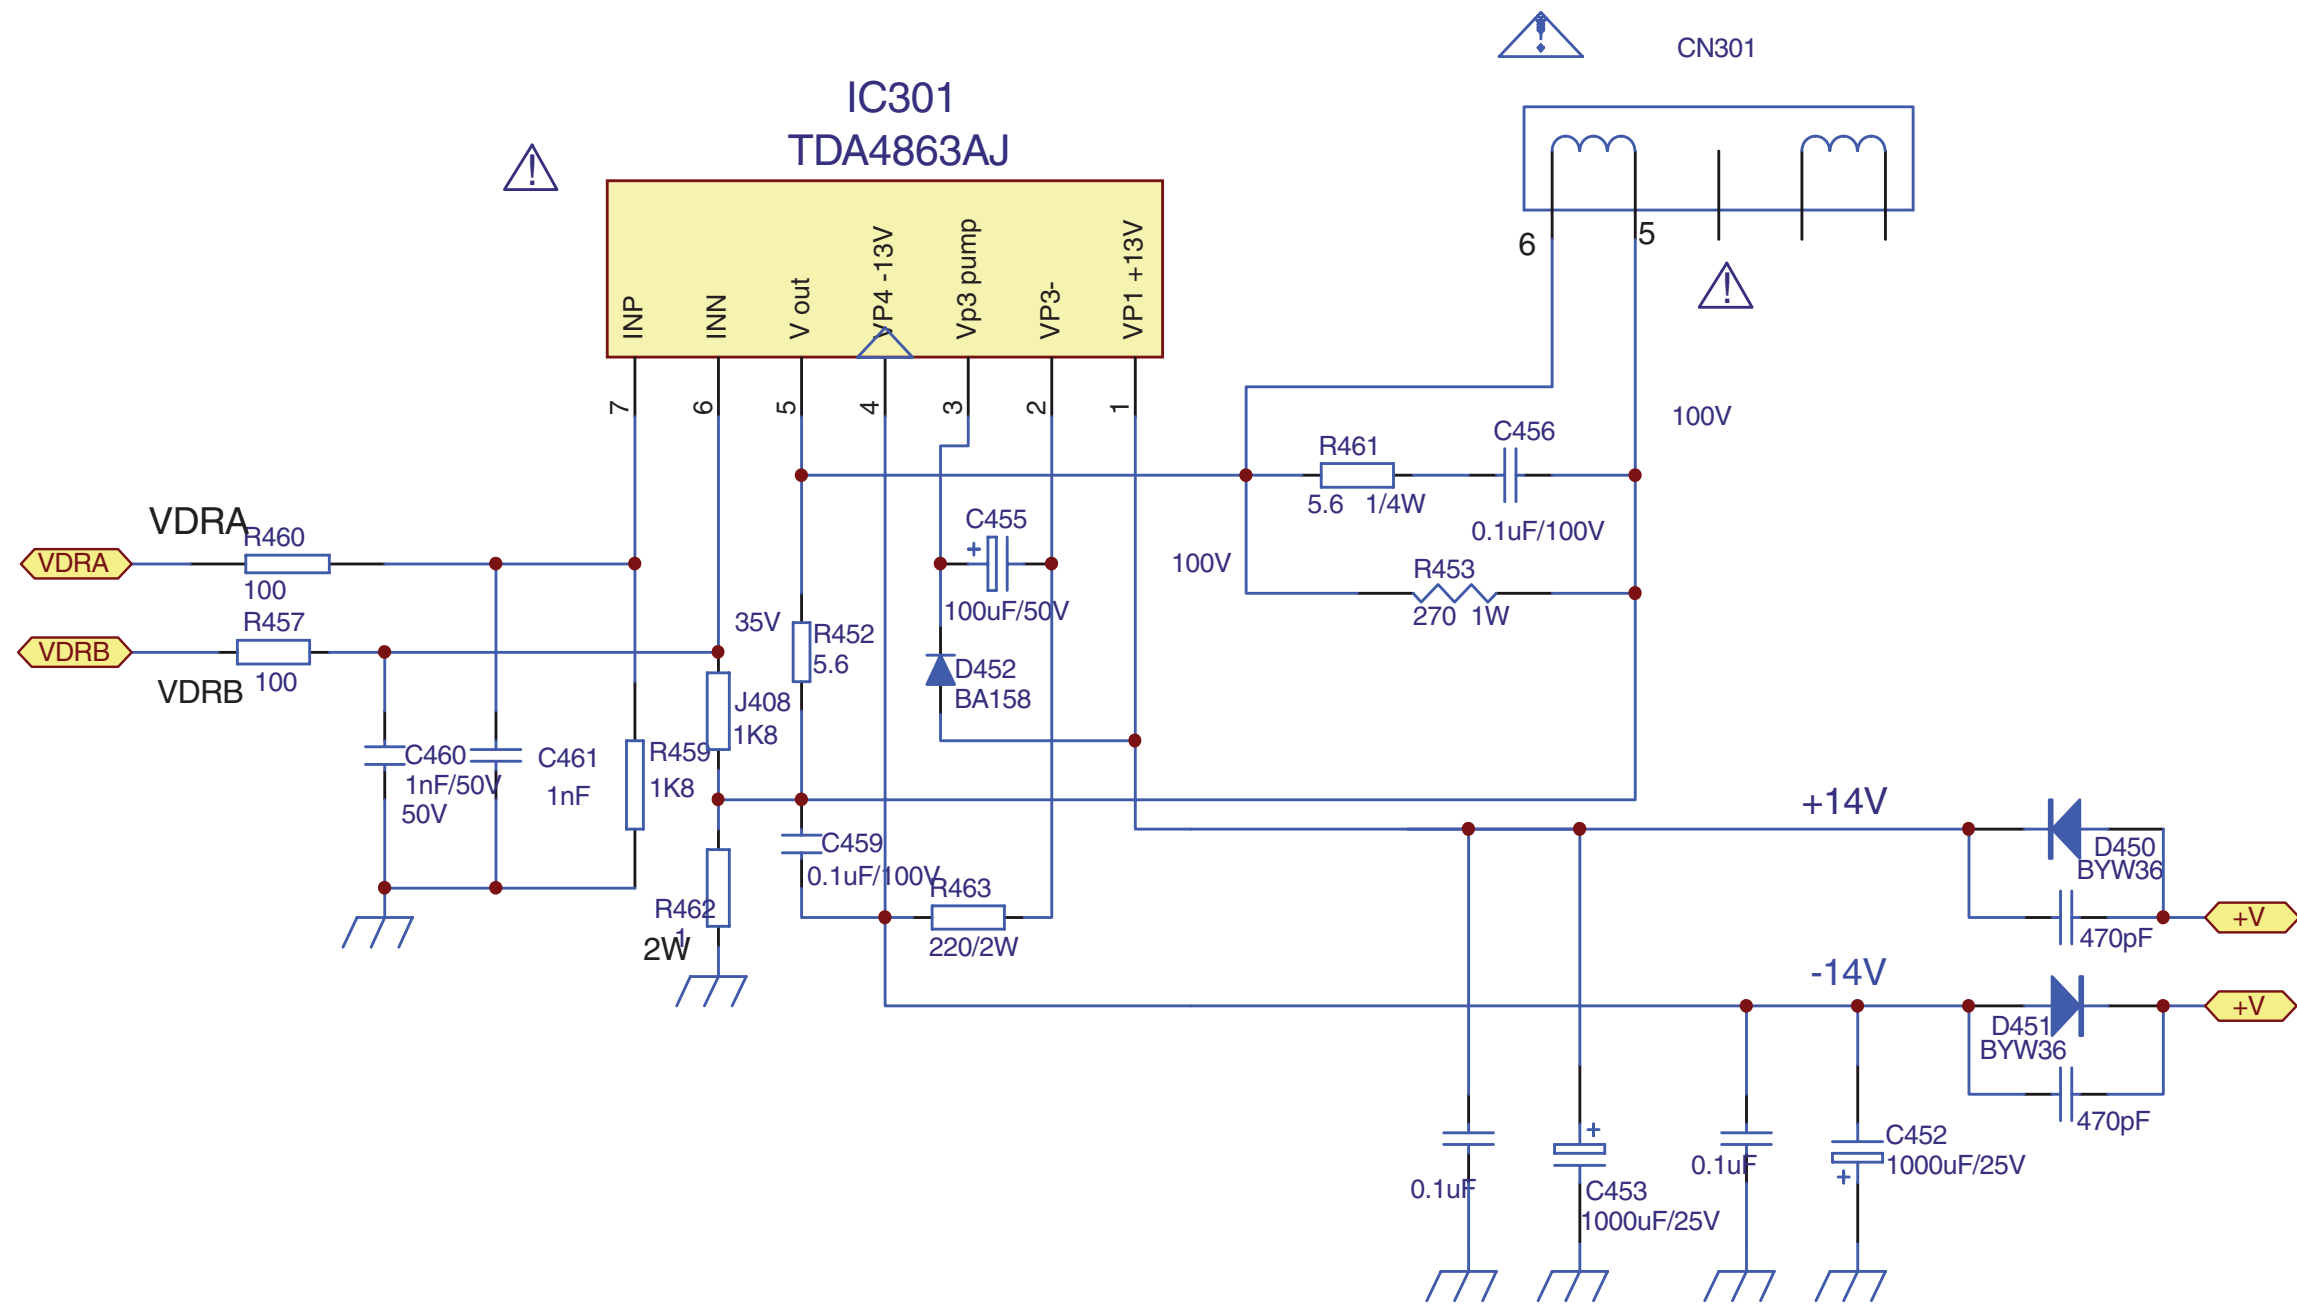 CN301
IC301
TDA4863AJ
INP
INN
V out
VP4 -13V
Vp3 pump
VP3-
VP1 +13V
7
6
5
4
3
2
1
6
5
100V
R461
5.6 1/4W
C456
0.1uF/100V
100V
R453
270 1W
VDRA
VDRA
R460
100
VDRB
R457
100
VDRB
C455
+
100uF/50V
35V
R452
5.6
D452
BA158
J408
1K8
C460
1nF/50V
50V
C461
1nF
R459
1K8
C459
0.1uF/100V
R462
1
2W
R463
220/2W
+14V
D450
BYW36
470pF
+V
-14V
D451
BYW36
470pF
+V
0.1uF
+
C453
1000uF/25V
0.1uF
C452
1000uF/25V
+